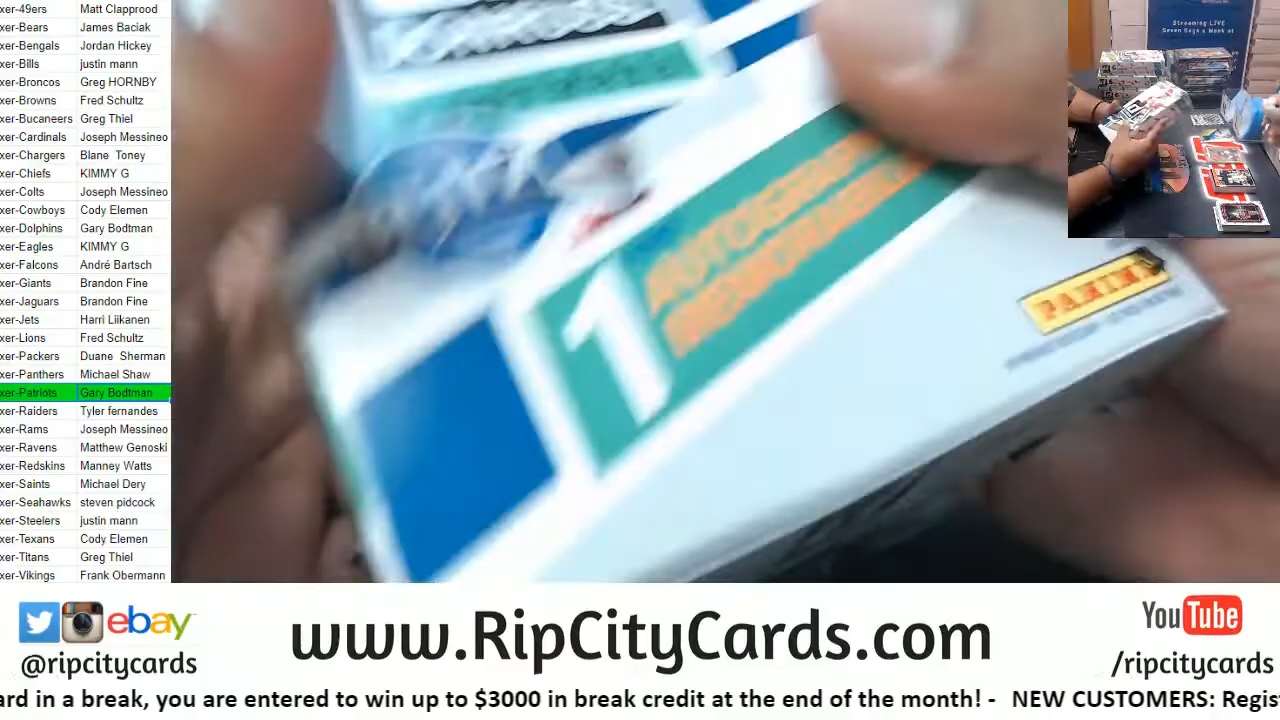 xer-49ers Matt Clapprood
xer-Bears James Baciak
xer-Bengals Jordan Hickey
xer-Bills justin mann
xer-Broncos Greg HORNBY
xer-Browns Fred Schultz
xer-Bucaneers Greg Thiel
xer-Cardinals Joseph Messineo
xer-Chargers Blane Toney
xer-Chiefs KIMMY G
xer-Colts Joseph Messineo
xer-Cowboys Cody Elemen
xer-Dolphins Gary Bodtman
xer-Eagles KIMMY G
xer-Falcons André Bartsch
xer-Giants Brandon Fine
xer-Jaguars Brandon Fine
xer-Jets Harri Liikanen
xer-Lions Fred Schultz
xer-Packers Duane Sherman
xer-Panthers Michael Shaw
xer-Patriots Gary Bodtman
xer-Raiders Tyler fernandes
xer-Rams Joseph Messineo
xer-Ravens Matthew Genoski
xer-Redskins Manney Watts
xer-Saints Michael Dery
xer-Seahawks steven pidcock
xer-Steelers justin mann
xer-Texans Cody Elemen
xer-Titans Greg Thiel
xer-Vikings Frank Obermann
1
PANINI
Streaming LIVE
Seven Days a Week at
ebay
@ripcitycards
www.RipCityCards.com
YouTube
/ripcitycards
ard in a break, you are entered to win up to $3000 in break credit at the end of the month! - NEW CUSTOMERS: Regis